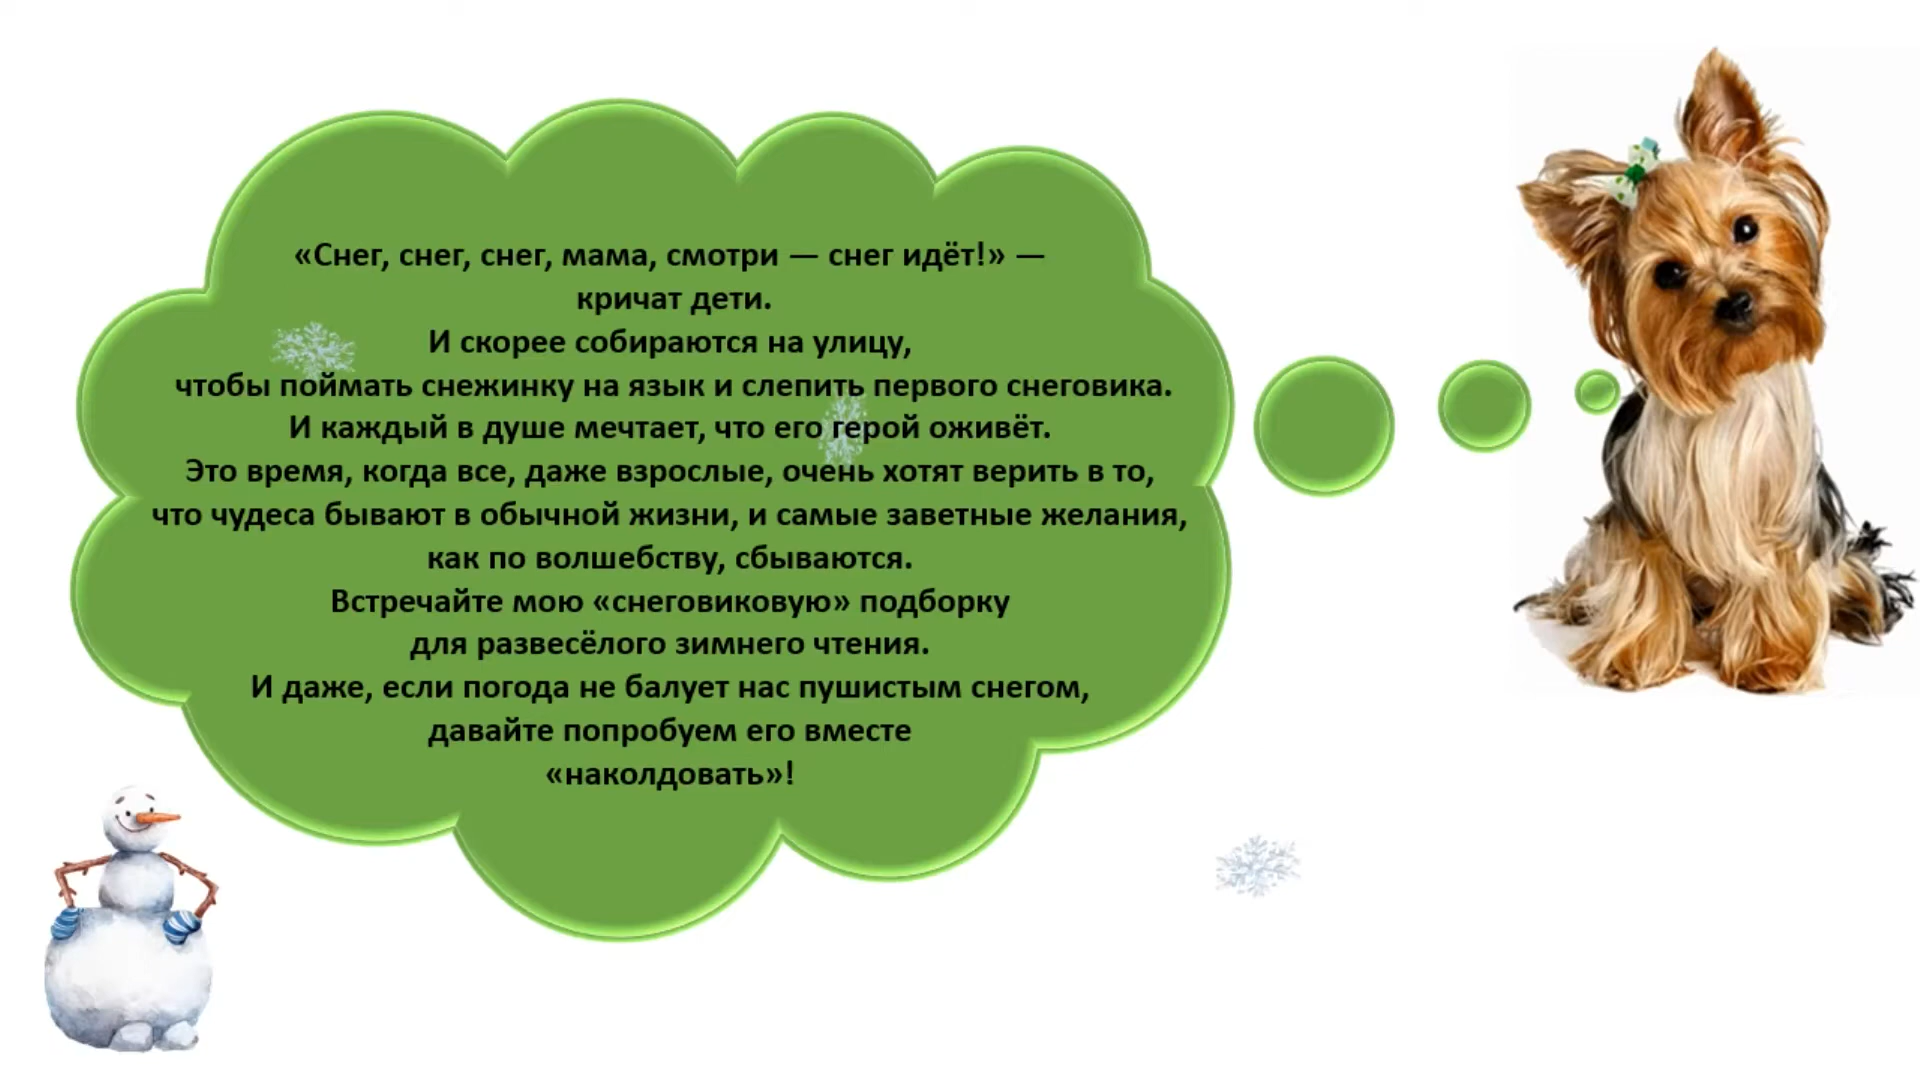 «Снег, снег, снег, мама, смотри — снег идёт!» —
кричат дети.
И скорее собираются на улицу,
чтобы поймать снежинку на язык и слепить первого снеговика.
И каждый в душе мечтает, что его герой оживёт.
Это время, когда все, даже взрослые, очень хотят верить в то,
что чудеса бывают в обычной жизни, и самые заветные желания,
как по волшебству, сбываются.
Встречайте мою «снеговиковую» подборку
для развесёлого зимнего чтения.
И даже, если погода не балует нас пушистым снегом,
давайте попробуем его вместе
«наколдовать»!